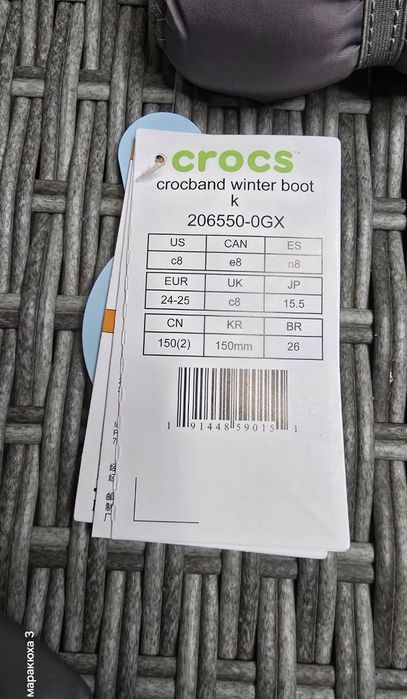 crocs™
crocband winter boot
k
206550-0GX
US CAN ES
c8 e8 n8
EUR UK JP
24-25 c8 15.5
CN KR BR
150(2) 150mm 26
1 91448 59015 1
маракюха 3